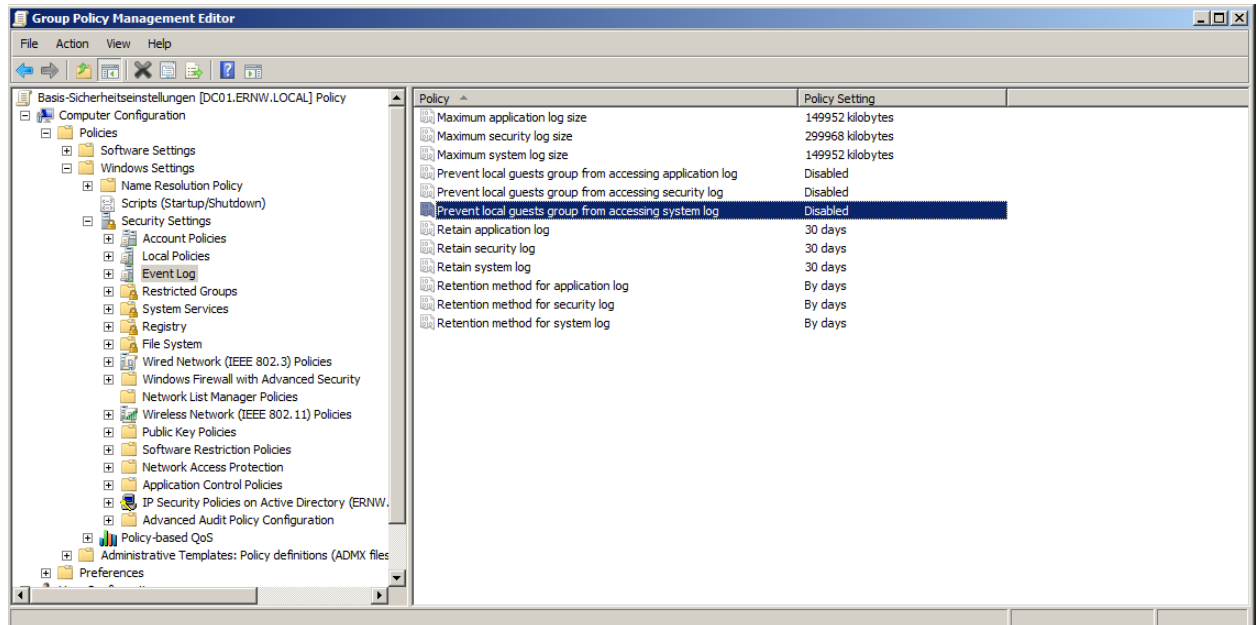 Group Policy Management Editor
File Action View Help
Basis-Sicherheitseinstellungen [DC01.ERNW.LOCAL] Policy
Computer Configuration
Policies
Software Settings
Windows Settings
Name Resolution Policy
Scripts (Startup/Shutdown)
Security Settings
Account Policies
Local Policies
Event Log
Restricted Groups
System Services
Registry
File System
Wired Network (IEEE 802.3) Policies
Windows Firewall with Advanced Security
Network List Manager Policies
Wireless Network (IEEE 802.11) Policies
Public Key Policies
Software Restriction Policies
Network Access Protection
Application Control Policies
IP Security Policies on Active Directory (ERNW.
Advanced Audit Policy Configuration
Policy-based QoS
Administrative Templates: Policy definitions (ADMX files
Preferences
Policy Policy Setting
Maximum application log size 149952 kilobytes
Maximum security log size 299968 kilobytes
Maximum system log size 149952 kilobytes
Prevent local guests group from accessing application log Disabled
Prevent local guests group from accessing security log Disabled
Prevent local guests group from accessing system log Disabled
Retain application log 30 days
Retain security log 30 days
Retain system log 30 days
Retention method for application log By days
Retention method for security log By days
Retention method for system log By days